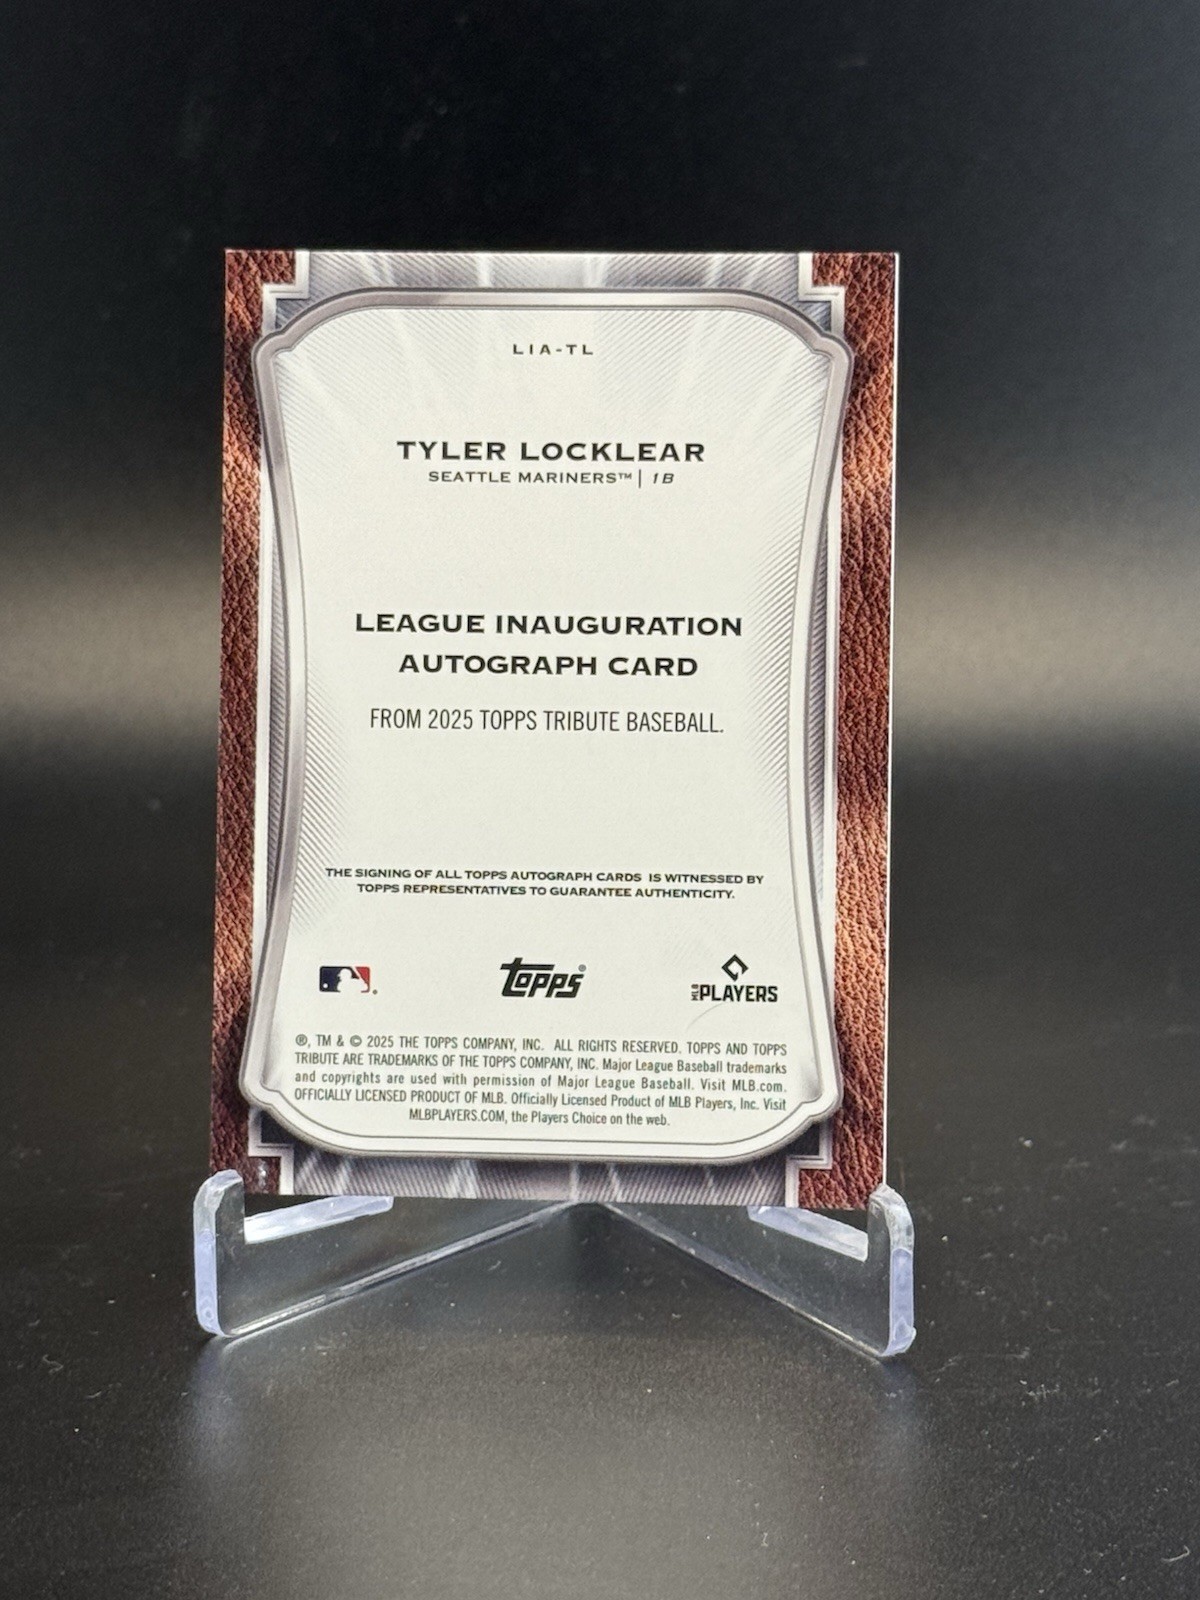 LIA-TL
TYLER LOCKLEAR
SEATTLE MARINERS™ | 1B
LEAGUE INAUGURATION
AUTOGRAPH CARD
FROM 2025 TOPPS TRIBUTE BASEBALL.
THE SIGNING OF ALL TOPPS AUTOGRAPH CARDS IS WITNESSED BY
TOPPS REPRESENTATIVES TO GUARANTEE AUTHENTICITY.
Topps®
MLB PLAYERS
®, TM & © 2025 THE TOPPS COMPANY, INC. ALL RIGHTS RESERVED. TOPPS AND TOPPS
TRIBUTE ARE TRADEMARKS OF THE TOPPS COMPANY, INC. Major League Baseball trademarks
and copyrights are used with permission of Major League Baseball. Visit MLB.com.
OFFICIALLY LICENSED PRODUCT OF MLB. Officially Licensed Product of MLB Players, Inc. Visit
MLBPLAYERS.COM, the Players Choice on the web.